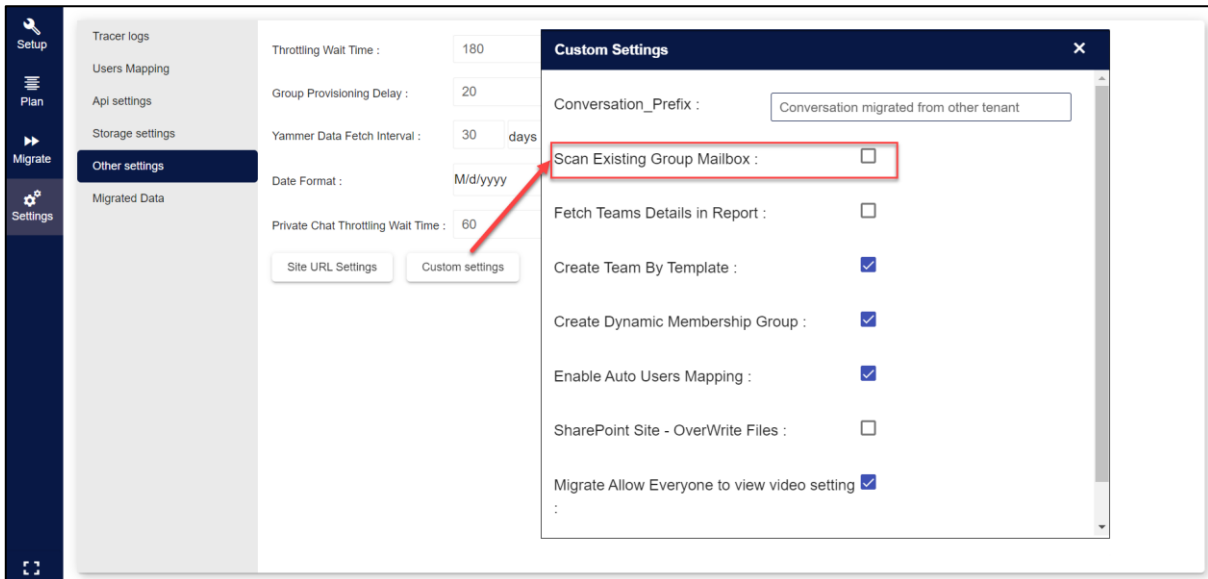 Setup
Plan
Migrate
Settings
Tracer logs
Users Mapping
Api settings
Storage settings
Other settings
Migrated Data
Throttling Wait Time : 180
Group Provisioning Delay : 20
Yammer Data Fetch Interval : 30 days
Date Format : M/d/yyyy
Private Chat Throttling Wait Time : 60
Site URL Settings Custom settings
Custom Settings
Conversation_Prefix : Conversation migrated from other tenant
Scan Existing Group Mailbox :
Fetch Teams Details in Report :
Create Team By Template :
Create Dynamic Membership Group :
Enable Auto Users Mapping :
SharePoint Site - OverWrite Files :
Migrate Allow Everyone to view video setting
: